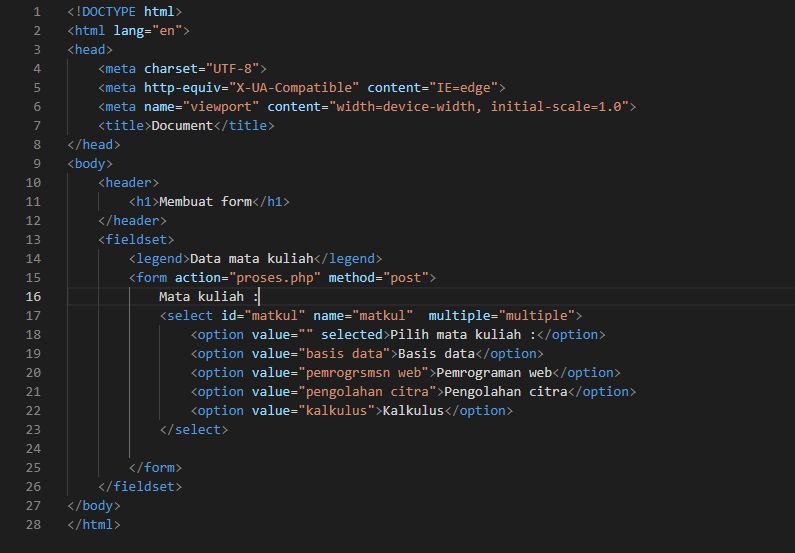 1 <!DOCTYPE html>
2 <html lang="en">
3 <head>
4     <meta charset="UTF-8">
5     <meta http-equiv="X-UA-Compatible" content="IE=edge">
6     <meta name="viewport" content="width=device-width, initial-scale=1.0">
7     <title>Document</title>
8 </head>
9 <body>
10     <header>
11         <h1>Membuat form</h1>
12     </header>
13     <fieldset>
14         <legend>Data mata kuliah</legend>
15         <form action="proses.php" method="post">
16             Mata kuliah :
17             <select id="matkul" name="matkul"  multiple="multiple">
18                 <option value="" selected>Pilih mata kuliah :</option>
19                 <option value="basis data">Basis data</option>
20                 <option value="pemrogrsmsn web">Pemrograman web</option>
21                 <option value="pengolahan citra">Pengolahan citra</option>
22                 <option value="kalkulus">Kalkulus</option>
23             </select>
24
25         </form>
26     </fieldset>
27 </body>
28 </html>